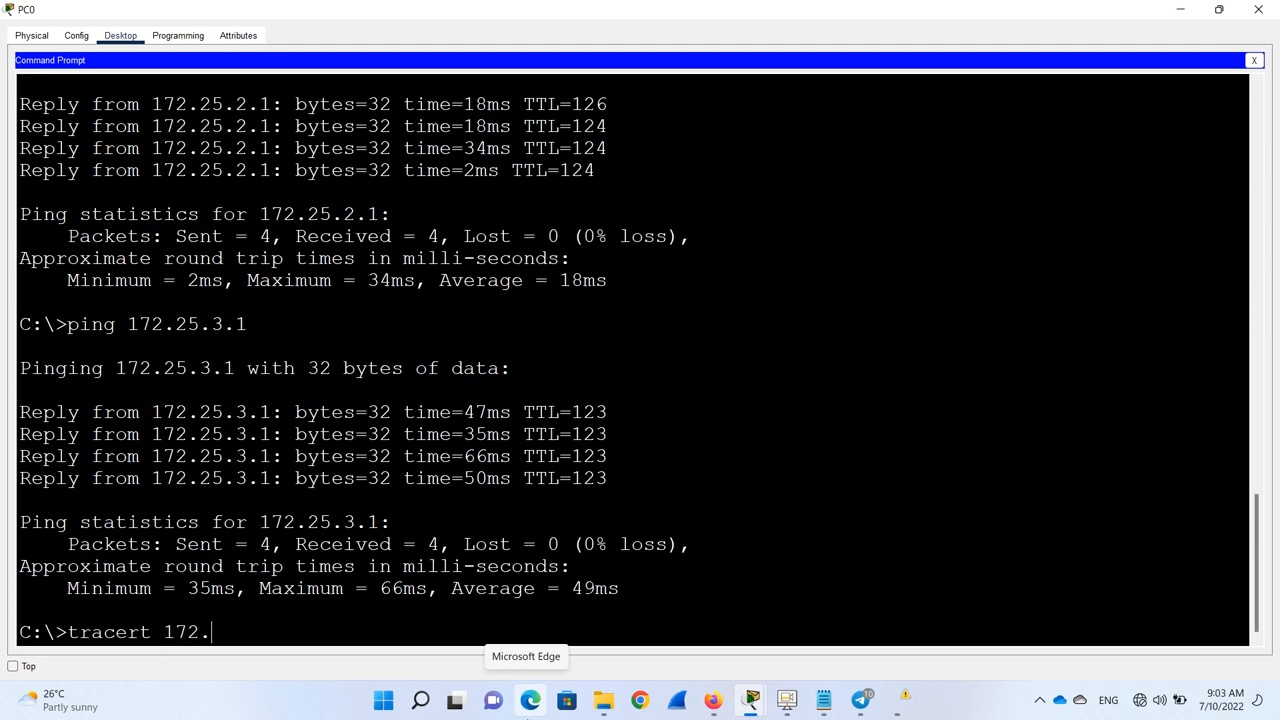 PC0
Physical Config Desktop Programming Attributes
Command Prompt X
Reply from 172.25.2.1: bytes=32 time=18ms TTL=126
Reply from 172.25.2.1: bytes=32 time=18ms TTL=124
Reply from 172.25.2.1: bytes=32 time=34ms TTL=124
Reply from 172.25.2.1: bytes=32 time=2ms TTL=124
Ping statistics for 172.25.2.1:
Packets: Sent = 4, Received = 4, Lost = 0 (0% loss),
Approximate round trip times in milli-seconds:
Minimum = 2ms, Maximum = 34ms, Average = 18ms
C:\>ping 172.25.3.1
Pinging 172.25.3.1 with 32 bytes of data:
Reply from 172.25.3.1: bytes=32 time=47ms TTL=123
Reply from 172.25.3.1: bytes=32 time=35ms TTL=123
Reply from 172.25.3.1: bytes=32 time=66ms TTL=123
Reply from 172.25.3.1: bytes=32 time=50ms TTL=123
Ping statistics for 172.25.3.1:
Packets: Sent = 4, Received = 4, Lost = 0 (0% loss),
Approximate round trip times in milli-seconds:
Minimum = 35ms, Maximum = 66ms, Average = 49ms
C:\>tracert 172.
Microsoft Edge
Top
26°C
Partly sunny
10
ENG
9:03 AM
7/10/2022